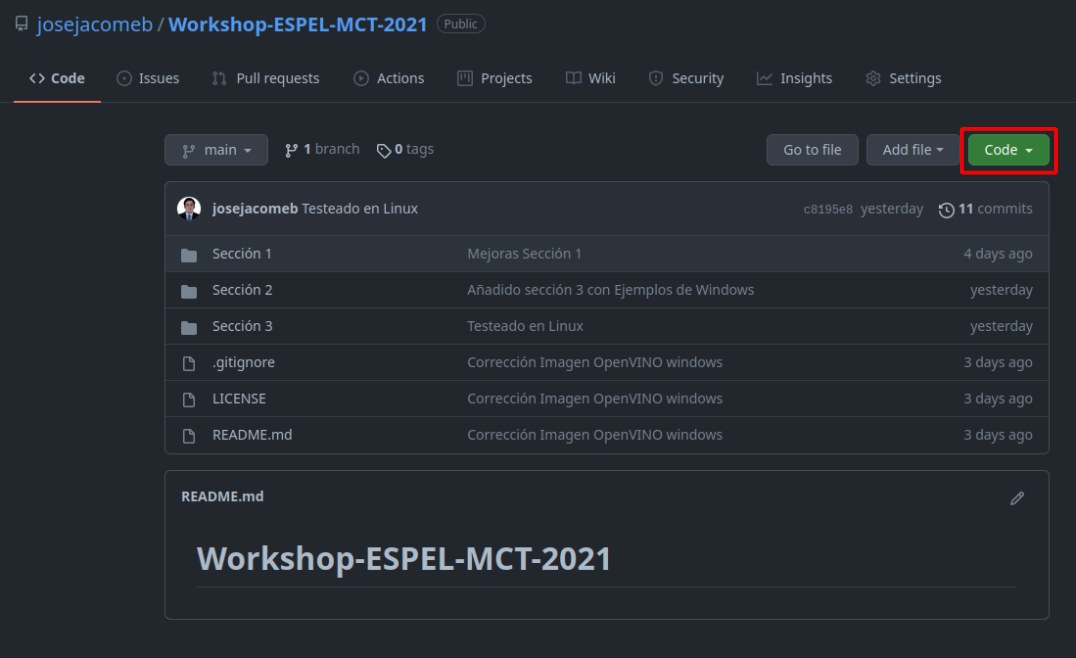 josejacomeb / Workshop-ESPEL-MCT-2021 Public
Code Issues Pull requests Actions Projects Wiki Security Insights Settings
main 1 branch 0 tags Go to file Add file Code
josejacomeb Testeado en Linux c8195e8 yesterday 11 commits
Sección 1 Mejoras Sección 1 4 days ago
Sección 2 Añadido sección 3 con Ejemplos de Windows yesterday
Sección 3 Testeado en Linux yesterday
.gitignore Corrección Imagen OpenVINO windows 3 days ago
LICENSE Corrección Imagen OpenVINO windows 3 days ago
README.md Corrección Imagen OpenVINO windows 3 days ago
README.md
Workshop-ESPEL-MCT-2021